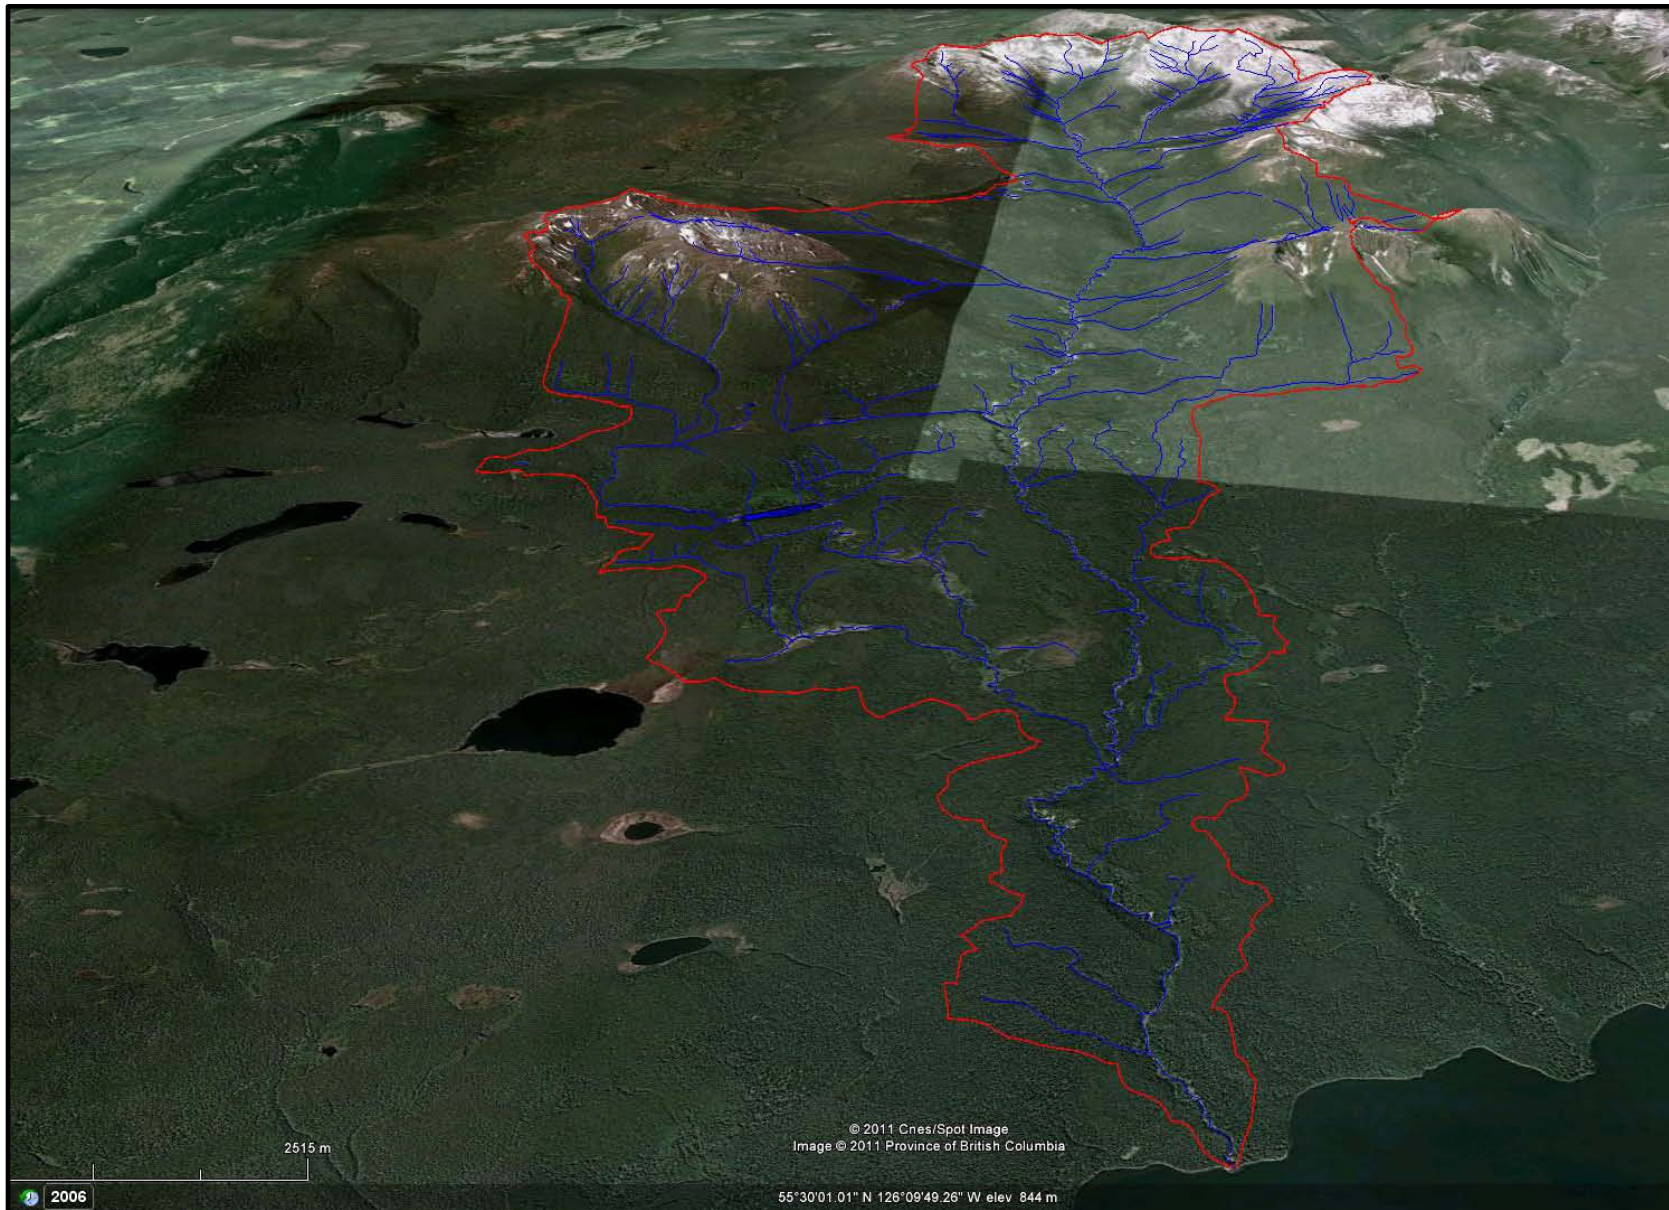 © 2011 Cnes/Spot Image
Image © 2011 Province of British Columbia
2515 m
2006
55°30'01.01" N 126°09'49.26" W elev 844 m